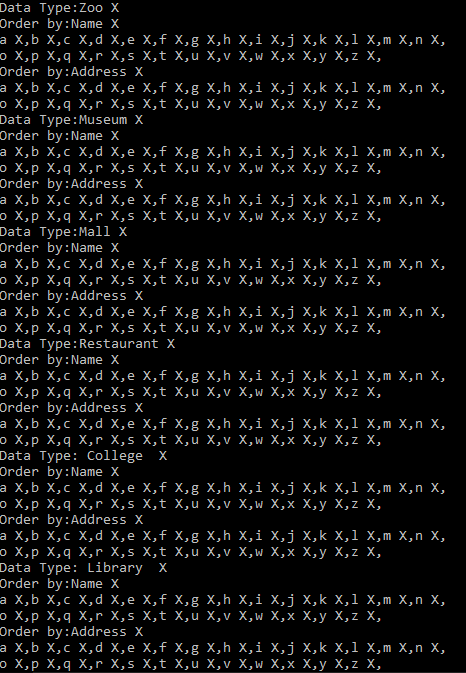 Data Type:Zoo X
Order by:Name X
a X,b X,c X,d X,e X,f X,g X,h X,i X,j X,k X,l X,m X,n X,
o X,p X,q X,r X,s X,t X,u X,v X,w X,x X,y X,z X,
Order by:Address X
a X,b X,c X,d X,e X,f X,g X,h X,i X,j X,k X,l X,m X,n X,
o X,p X,q X,r X,s X,t X,u X,v X,w X,x X,y X,z X,
Data Type:Museum X
Order by:Name X
a X,b X,c X,d X,e X,f X,g X,h X,i X,j X,k X,l X,m X,n X,
o X,p X,q X,r X,s X,t X,u X,v X,w X,x X,y X,z X,
Order by:Address X
a X,b X,c X,d X,e X,f X,g X,h X,i X,j X,k X,l X,m X,n X,
o X,p X,q X,r X,s X,t X,u X,v X,w X,x X,y X,z X,
Data Type:Mall X
Order by:Name X
a X,b X,c X,d X,e X,f X,g X,h X,i X,j X,k X,l X,m X,n X,
o X,p X,q X,r X,s X,t X,u X,v X,w X,x X,y X,z X,
Order by:Address X
a X,b X,c X,d X,e X,f X,g X,h X,i X,j X,k X,l X,m X,n X,
o X,p X,q X,r X,s X,t X,u X,v X,w X,x X,y X,z X,
Data Type:Restaurant X
Order by:Name X
a X,b X,c X,d X,e X,f X,g X,h X,i X,j X,k X,l X,m X,n X,
o X,p X,q X,r X,s X,t X,u X,v X,w X,x X,y X,z X,
Order by:Address X
a X,b X,c X,d X,e X,f X,g X,h X,i X,j X,k X,l X,m X,n X,
o X,p X,q X,r X,s X,t X,u X,v X,w X,x X,y X,z X,
Data Type: College  X
Order by:Name X
a X,b X,c X,d X,e X,f X,g X,h X,i X,j X,k X,l X,m X,n X,
o X,p X,q X,r X,s X,t X,u X,v X,w X,x X,y X,z X,
Order by:Address X
a X,b X,c X,d X,e X,f X,g X,h X,i X,j X,k X,l X,m X,n X,
o X,p X,q X,r X,s X,t X,u X,v X,w X,x X,y X,z X,
Data Type: Library  X
Order by:Name X
a X,b X,c X,d X,e X,f X,g X,h X,i X,j X,k X,l X,m X,n X,
o X,p X,q X,r X,s X,t X,u X,v X,w X,x X,y X,z X,
Order by:Address X
a X,b X,c X,d X,e X,f X,g X,h X,i X,j X,k X,l X,m X,n X,
o X,p X,q X,r X,s X,t X,u X,v X,w X,x X,y X,z X,